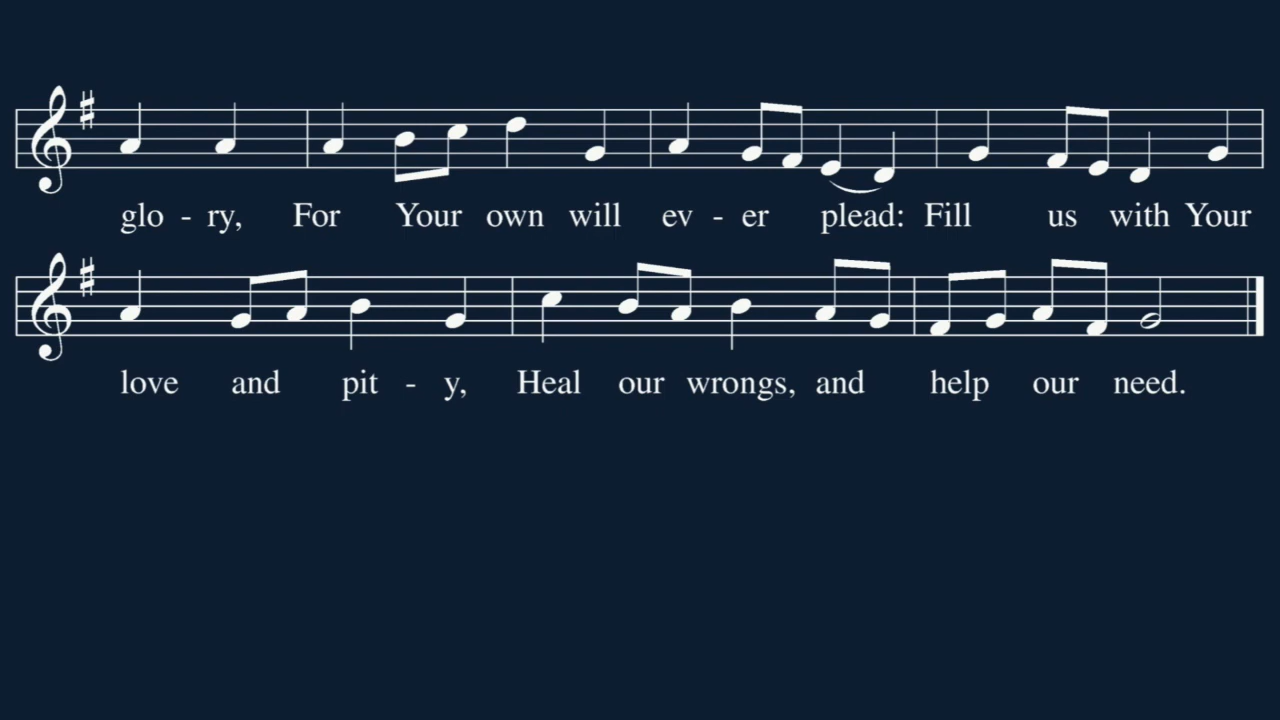 glo - ry, For Your own will ev - er plead: Fill us with Your
love and pit - y, Heal our wrongs, and help our need.